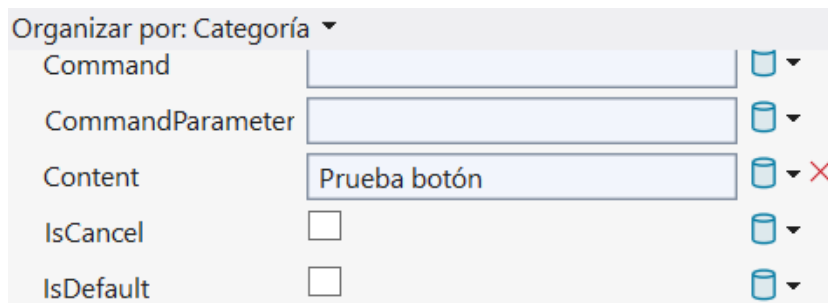 Organizar por: Categoría
Command
CommandParameter
Content Prueba botón
IsCancel
IsDefault